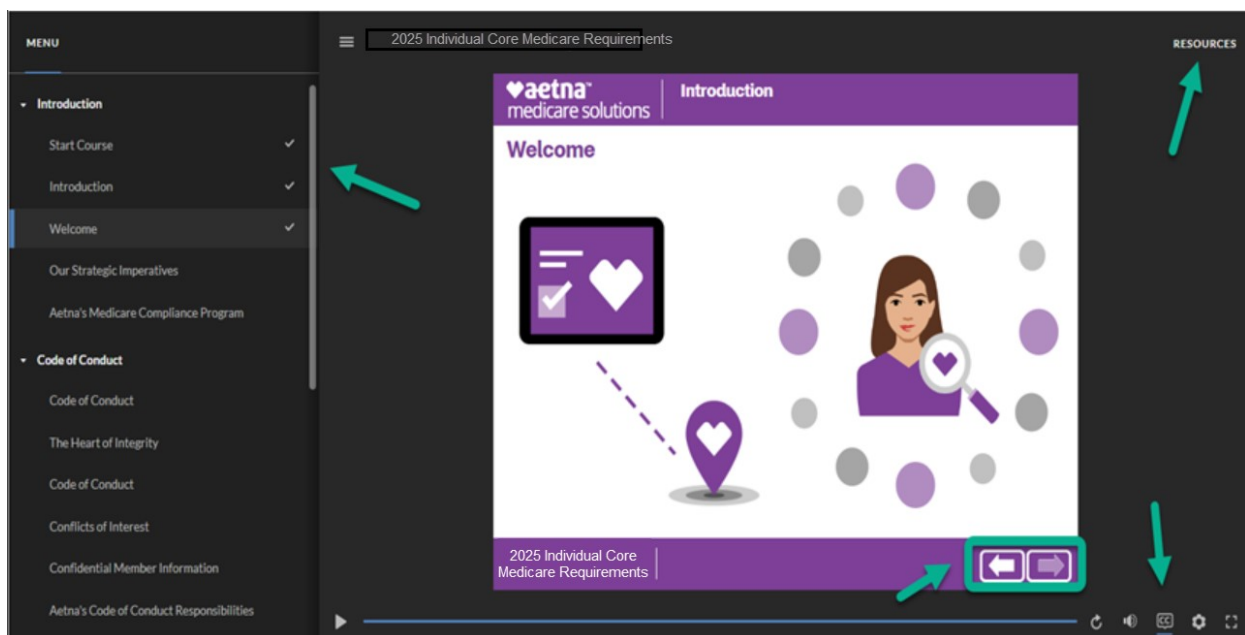 MENU
2025 Individual Core Medicare Requirements
RESOURCES
Introduction
Start Course
Introduction
Welcome
Our Strategic Imperatives
Aetna's Medicare Compliance Program
Code of Conduct
Code of Conduct
The Heart of Integrity
Code of Conduct
Conflicts of Interest
Confidential Member Information
Aetna's Code of Conduct Responsibilities
aetna™
medicare solutions
Introduction
Welcome
2025 Individual Core
Medicare Requirements
CC